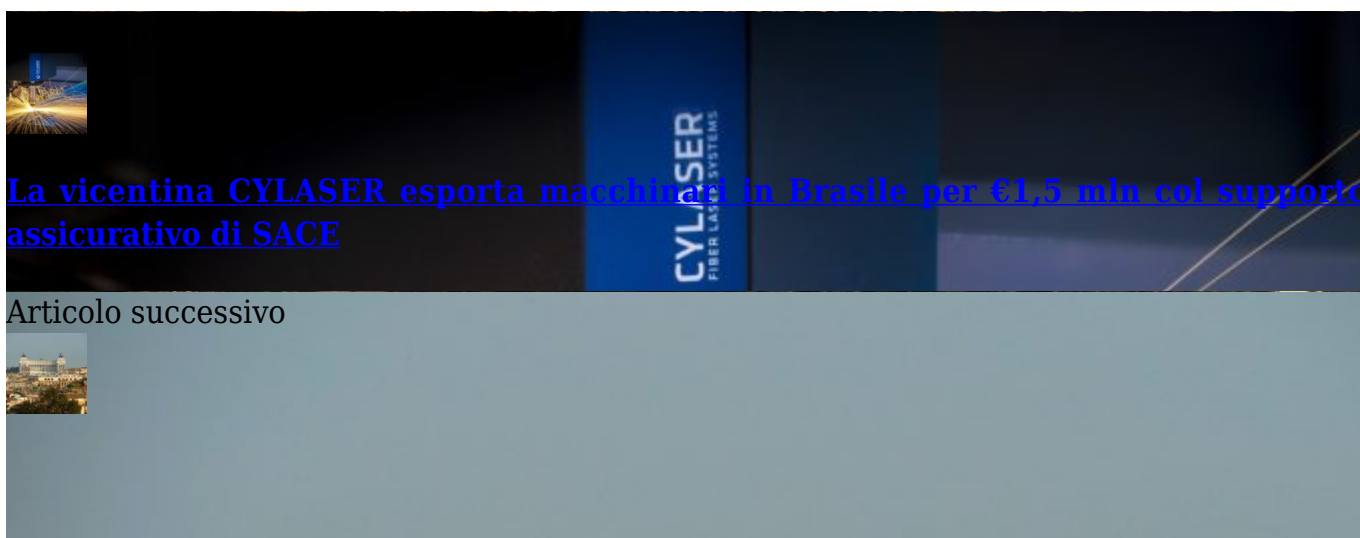 CYLASER
FIBER LASER SYSTEMS
La vicentina CYLASER esporta macchinari in Brasile per €1,5 mln col supporto
assicurativo di SACE
Articolo successivo